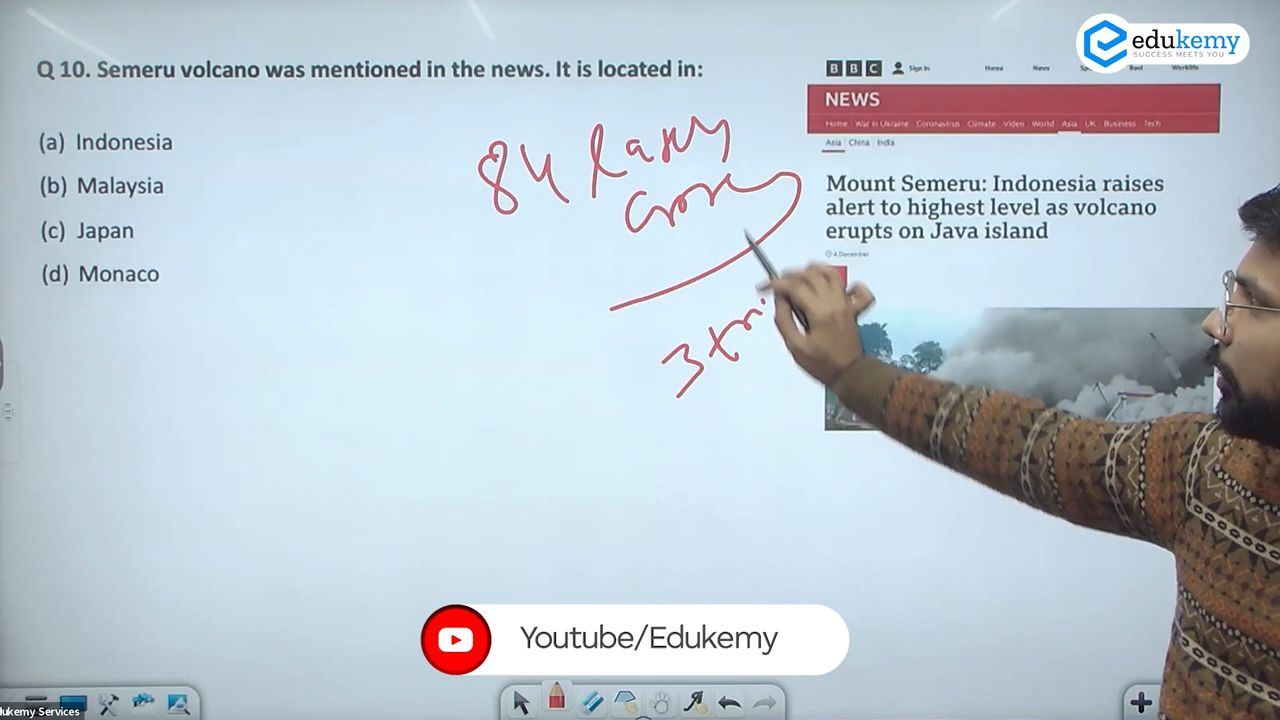 edukemy
SUCCESS MEETS YOU
Q 10. Semeru volcano was mentioned in the news. It is located in:
(a) Indonesia
(b) Malaysia
(c) Japan
(d) Monaco
84 
3 tri
BBC Sign in Home News Worklife
NEWS
Home War in Ukraine Coronavirus Climate Video World Asia UK Business Tech
Asia China India
Mount Semeru: Indonesia raises
alert to highest level as volcano
erupts on Java island
4 December
Youtube/Edukemy
dukemy Services